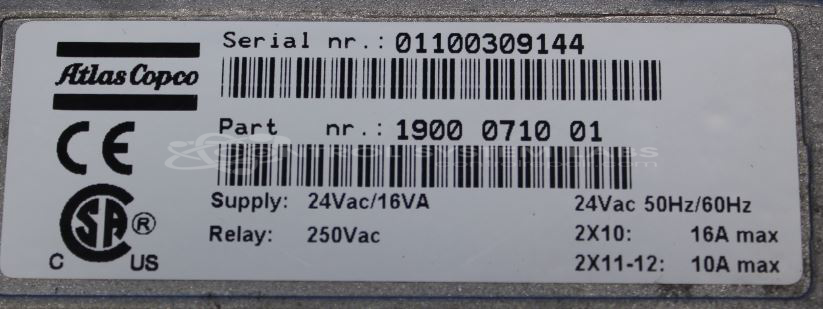 Serial nr.: 01100309144
Atlas Copco
Part nr.: 1900 0710 01
CE
Supply: 24Vac/16VA 24Vac 50Hz/60Hz
SA ®
Relay: 250Vac 2X10: 16A max
C US 2X11-12: 10A max